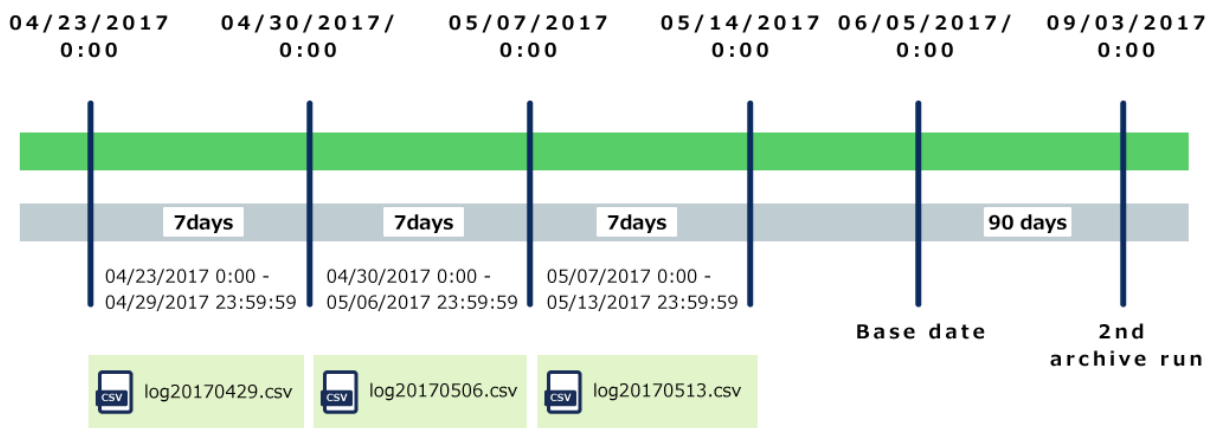 04/23/2017
0:00
04/30/2017/
0:00
05/07/2017
0:00
05/14/2017
0:00
06/05/2017/
0:00
09/03/2017
0:00
7days
7days
7days
90 days
04/23/2017 0:00 -
04/29/2017 23:59:59
04/30/2017 0:00 -
05/06/2017 23:59:59
05/07/2017 0:00 -
05/13/2017 23:59:59
Base date
2nd
archive run
CSV
log20170429.csv
CSV
log20170506.csv
CSV
log20170513.csv